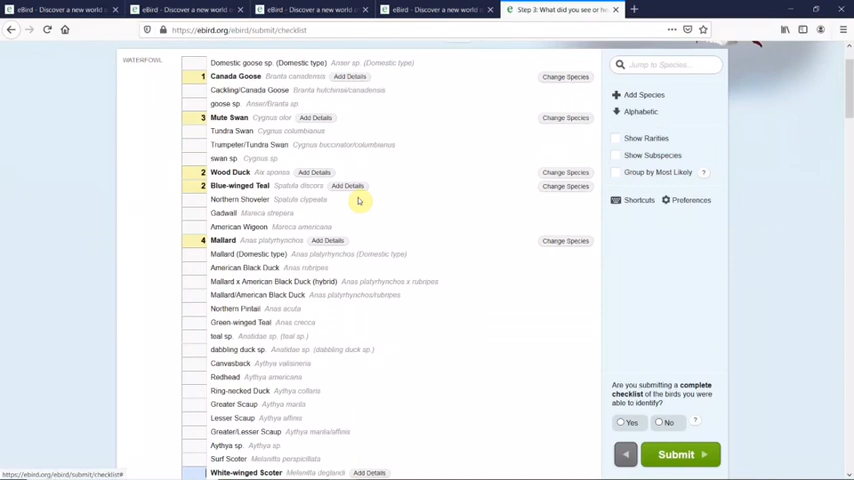 eBird - Discover a new world o
eBird - Discover a new world o
eBird - Discover a new world o
eBird - Discover a new world o
Step 3: What did you see or he
https://ebird.org/ebird/submit/checklist
WATERFOWL
Domestic goose sp. (Domestic type) Anser sp. (Domestic type)
1 Canada Goose Branta canadensis Add Details Change Species
Cackling/Canada Goose Branta hutchinsii/canadensis
goose sp. Anser/Branta sp.
3 Mute Swan Cygnus olor Add Details Change Species
Tundra Swan Cygnus columbianus
Trumpeter/Tundra Swan Cygnus buccinator/columbianus
swan sp. Cygnus sp.
2 Wood Duck Aix sponsa Add Details Change Species
2 Blue-winged Teal Spatula discors Add Details Change Species
Northern Shoveler Spatula clypeata
Gadwall Mareca strepera
American Wigeon Mareca americana
4 Mallard Anas platyrhynchos Add Details Change Species
Mallard (Domestic type) Anas platyrhynchos (Domestic type)
American Black Duck Anas rubripes
Mallard x American Black Duck (hybrid) Anas platyrhynchos x rubripes
Mallard/American Black Duck Anas platyrhynchos/rubripes
Northern Pintail Anas acuta
Green-winged Teal Anas crecca
teal sp. Anatidae sp. (teal sp.)
dabbling duck sp. Anatidae sp. (dabbling duck sp.)
Canvasback Aythya valisineria
Redhead Aythya americana
Ring-necked Duck Aythya collaris
Greater Scaup Aythya marila
Lesser Scaup Aythya affinis
Greater/Lesser Scaup Aythya marila/affinis
Aythya sp. Aythya sp.
Surf Scoter Melanitta perspicillata
White-winged Scoter Melanitta deglandi Add Details
Jump to Species...
Add Species
Alphabetic
Show Rarities
Show Subspecies
Group by Most Likely ?
Shortcuts Preferences
Are you submitting a complete
checklist of the birds you were
able to identify?
Yes No ?
Submit
https://ebird.org/ebird/submit/checklist#